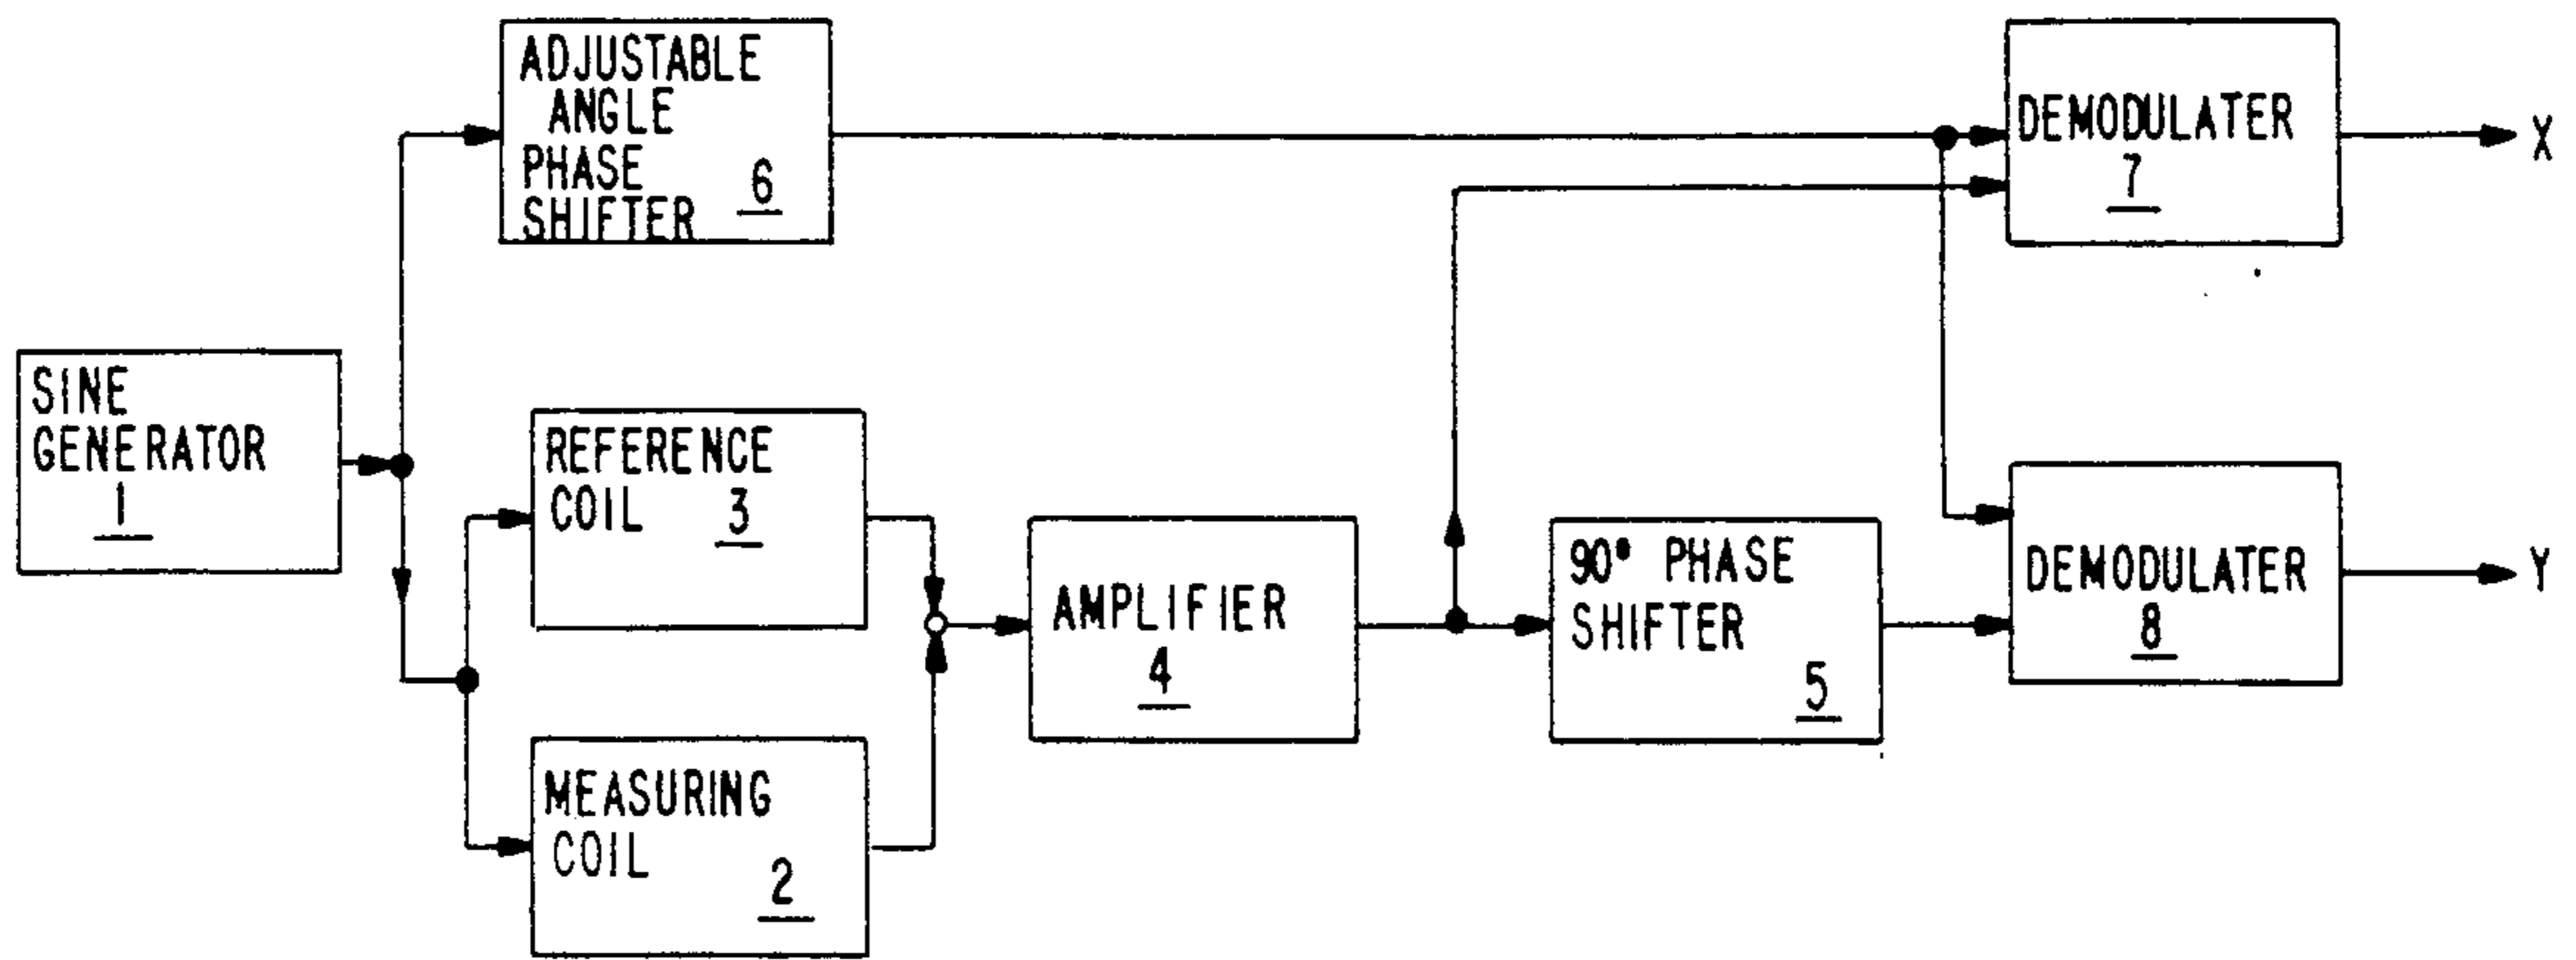 ADJUSTABLE
ANGLE
PHASE
SHIFTER
6
DEMODULATER
7
X
SINE
GENERATOR
1
REFERENCE
COIL
3
AMPLIFIER
4
90° PHASE
SHIFTER
5
DEMODULATER
8
Y
MEASURING
COIL
2